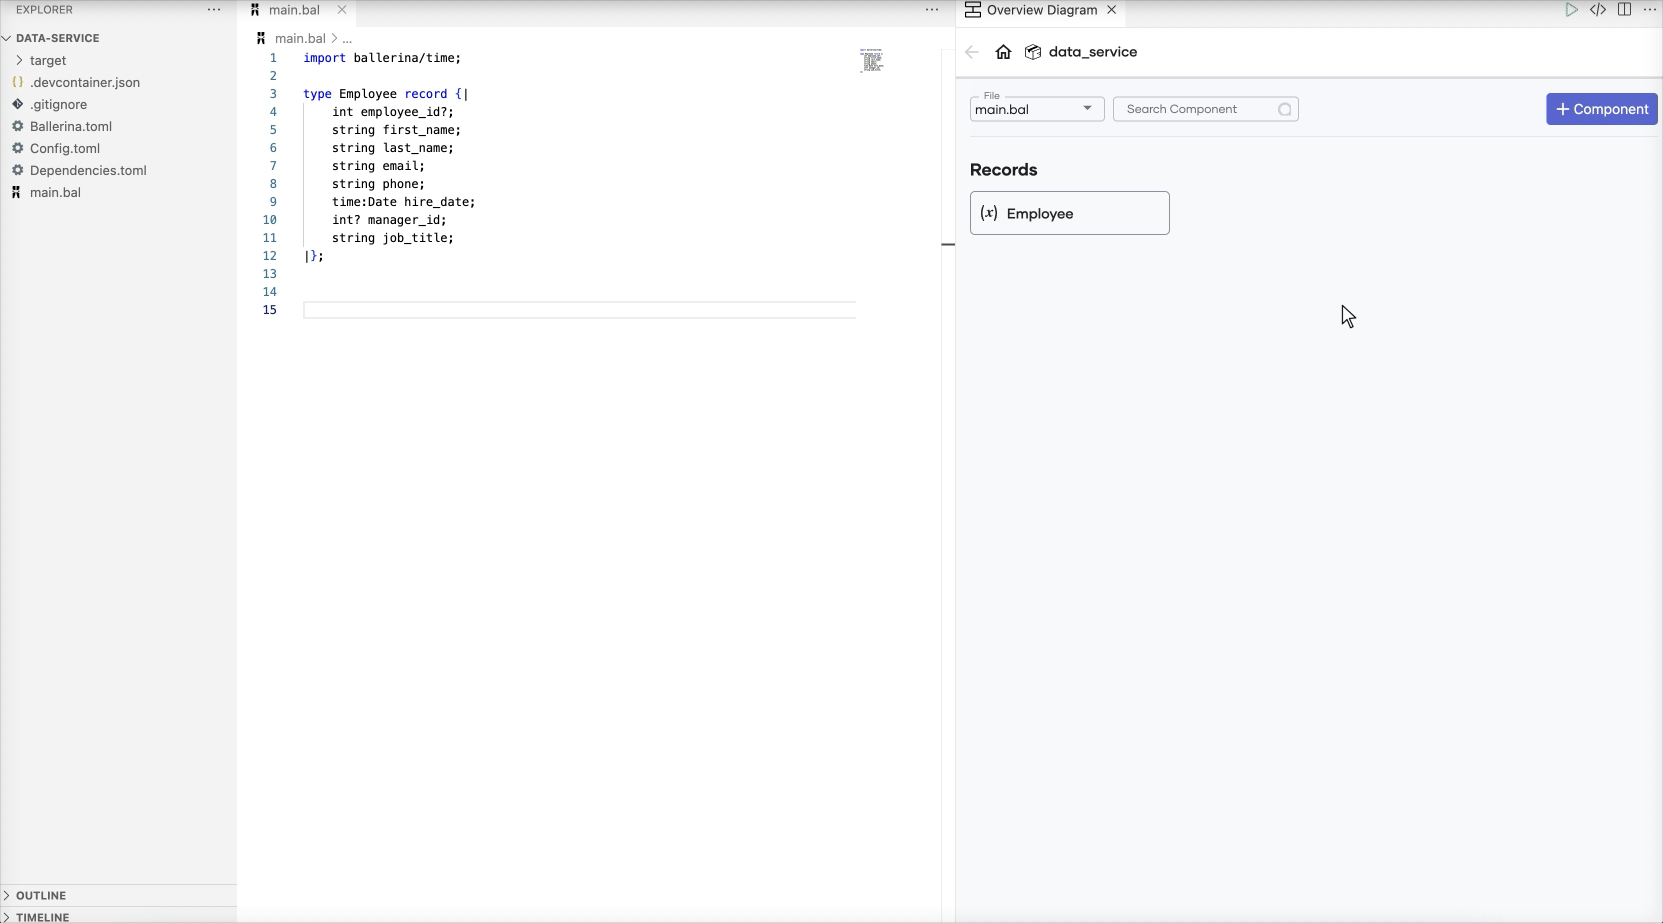 EXPLORER
DATA-SERVICE
target
.devcontainer.json
.gitignore
Ballerina.toml
Config.toml
Dependencies.toml
main.bal
OUTLINE
TIMELINE
main.bal
main.bal > ...
1 import ballerina/time;
2
3 type Employee record {|
4 int employee_id?;
5 string first_name;
6 string last_name;
7 string email;
8 string phone;
9 time:Date hire_date;
10 int? manager_id;
11 string job_title;
12 |};
13
14
15
Overview Diagram
data_service
File
main.bal
Search Component
+ Component
Records
(x) Employee